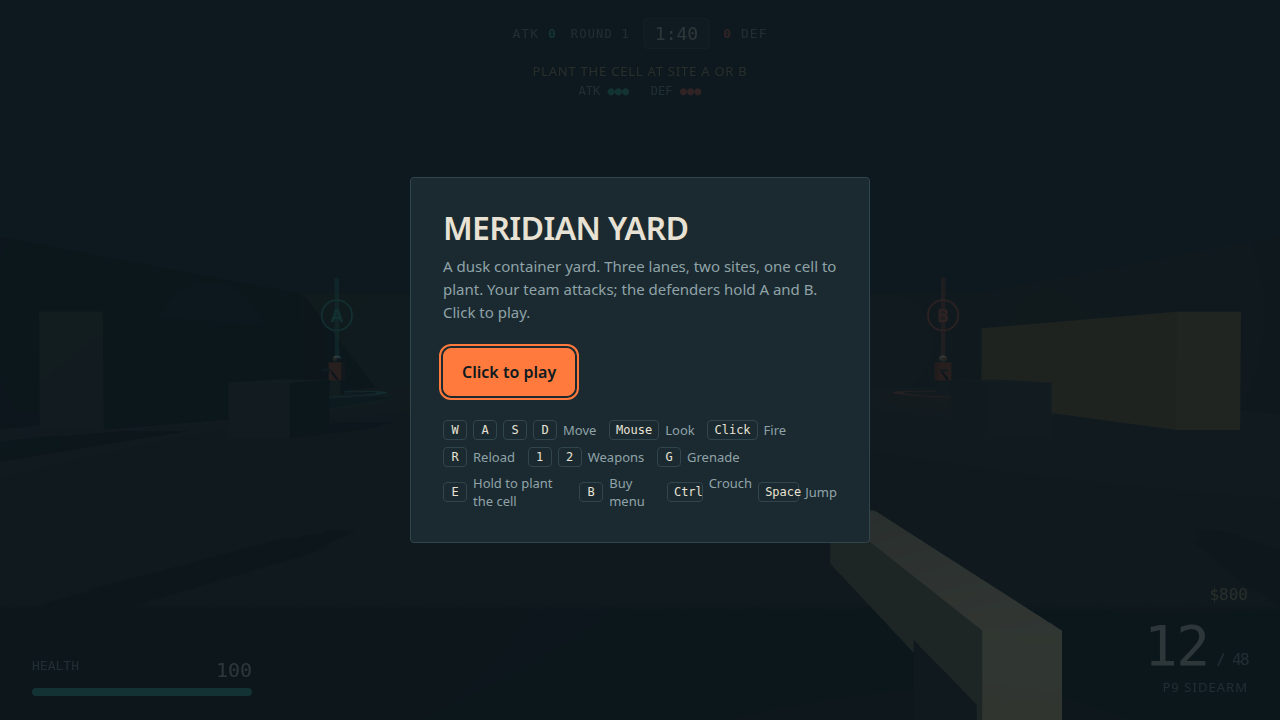 ATK 0 ROUND 1 1:40 0 DEF
PLANT THE CELL AT SITE A OR B
ATK DEF
MERIDIAN YARD
A dusk container yard. Three lanes, two sites, one cell to
plant. Your team attacks; the defenders hold A and B.
Click to play.
A
B
Click to play
W A S D Move Mouse Look Click Fire
R Reload 1 2 Weapons G Grenade
E Hold to plant the cell B Buy menu Ctrl Crouch Space Jump
$800
HEALTH 100
12 / 48
P9 SIDEARM